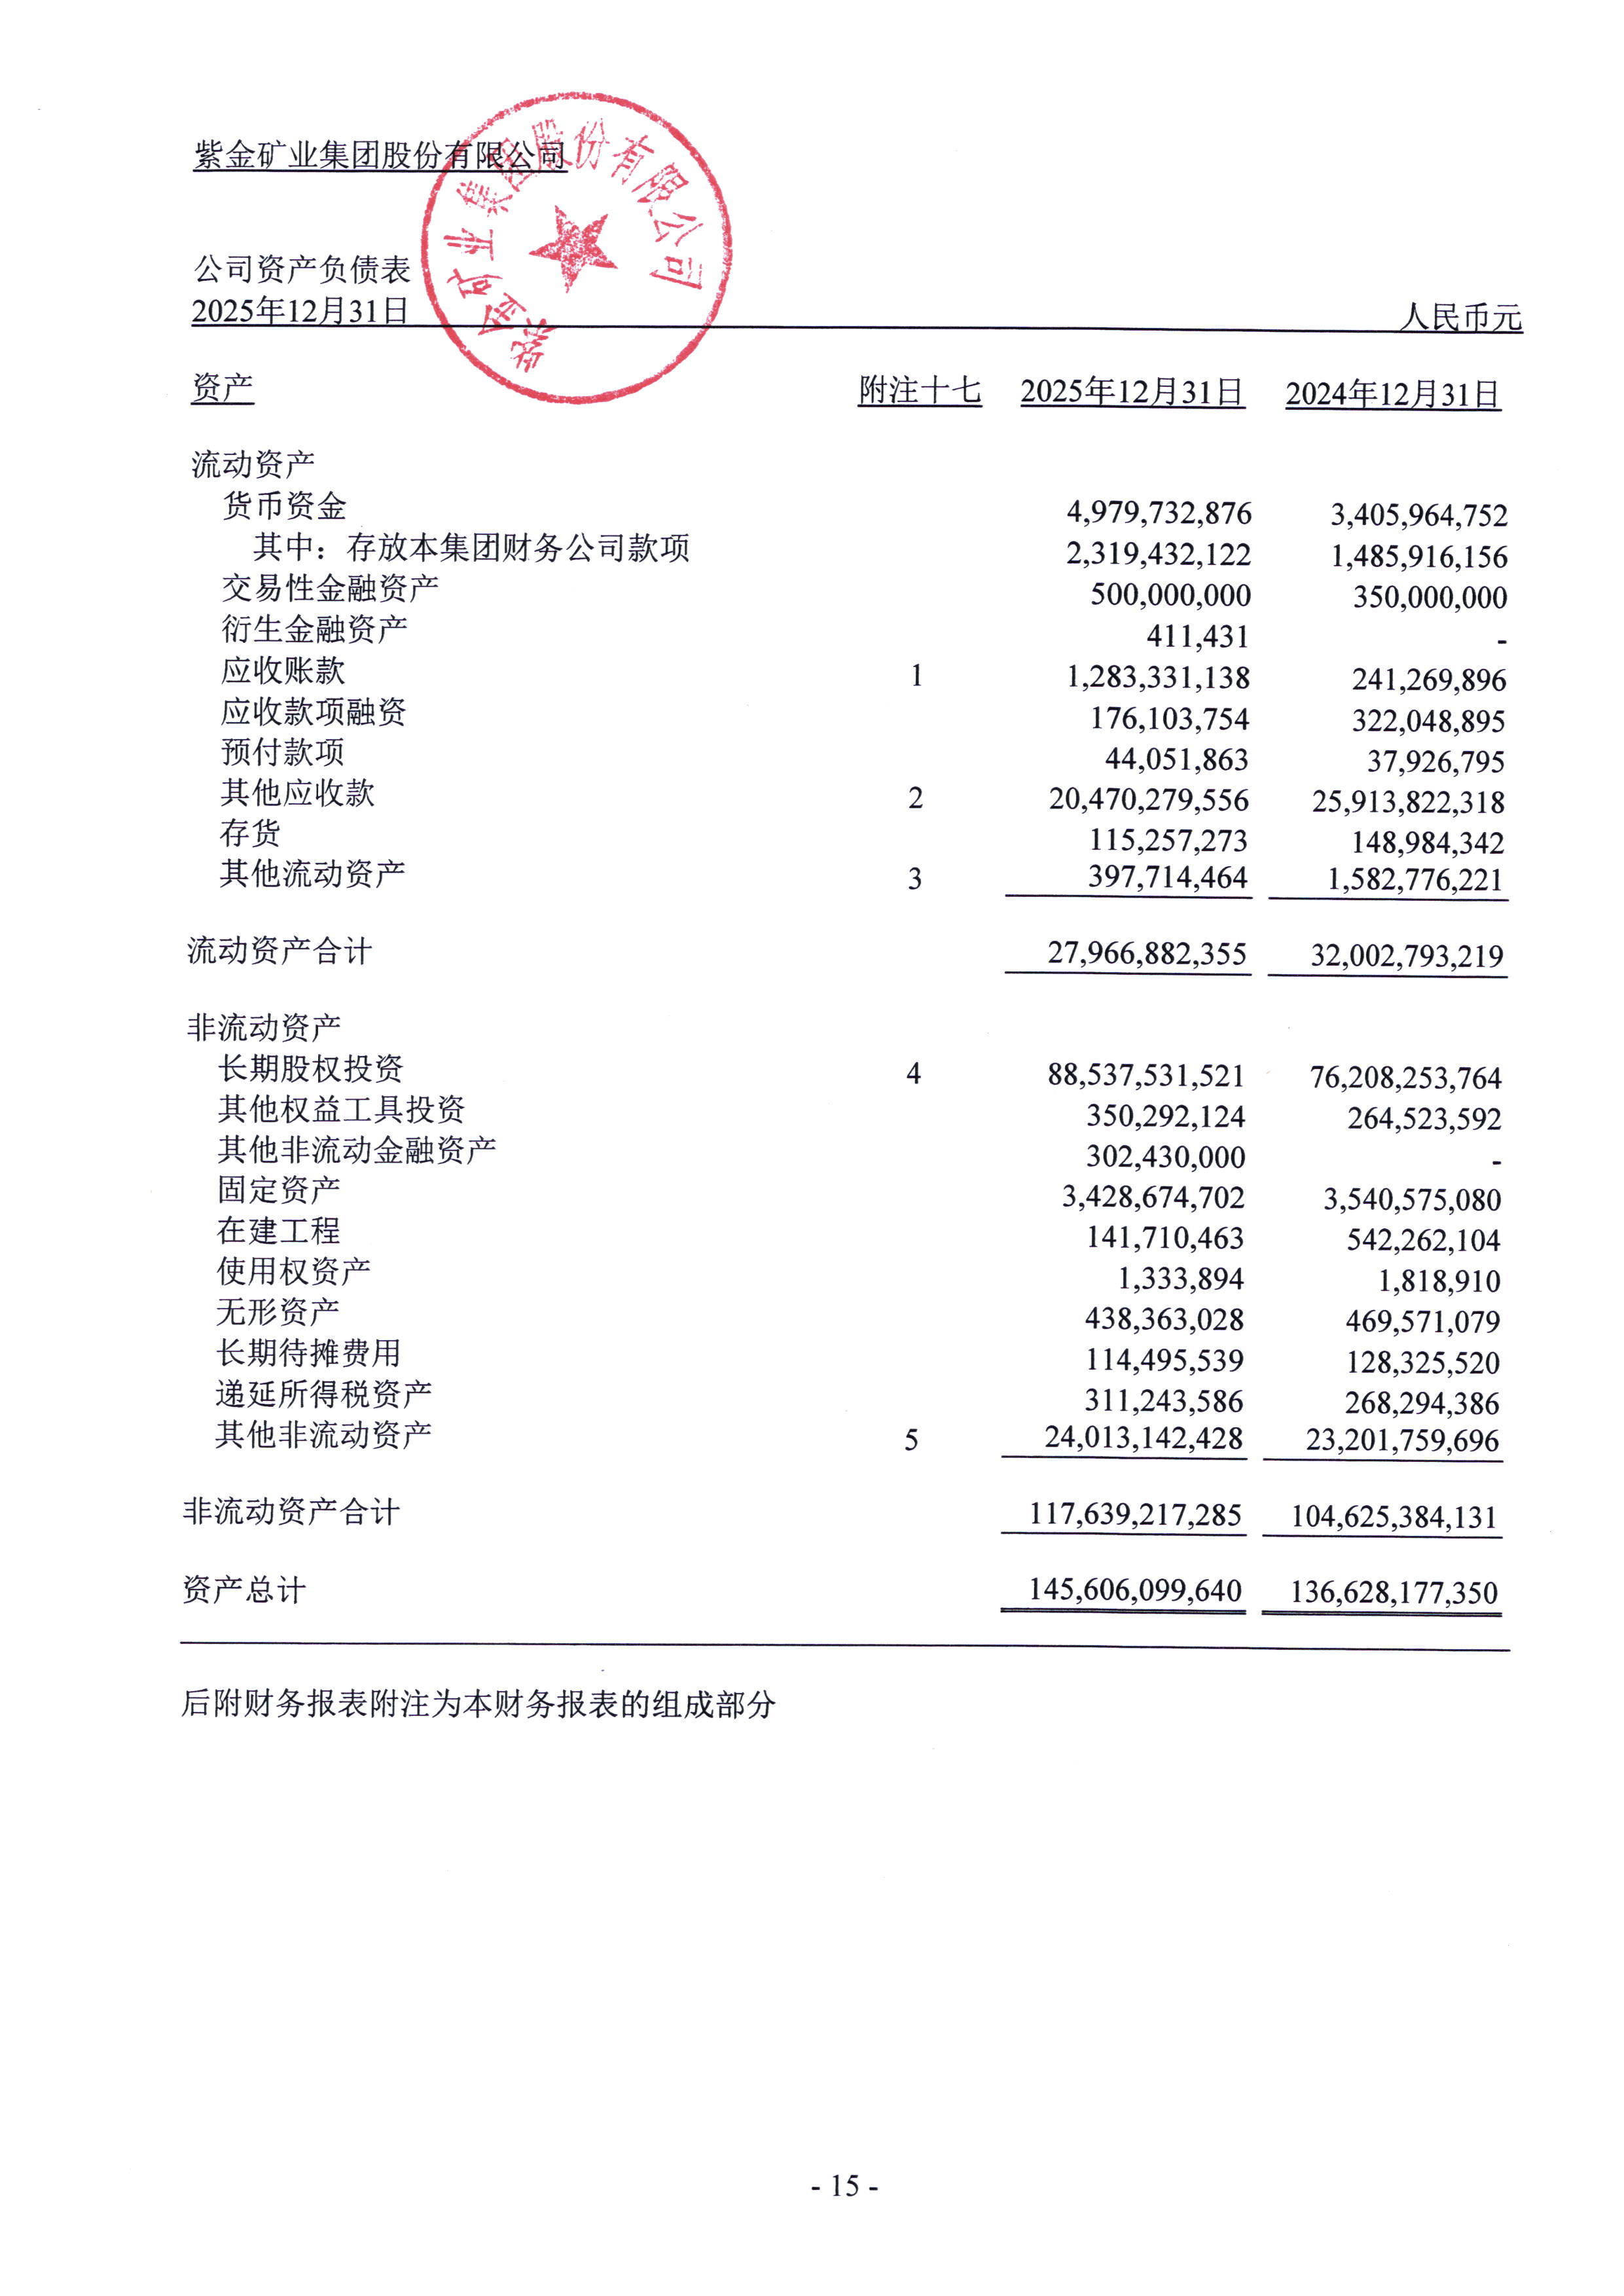 紫金矿业集团股份有限公司
紫金矿业集团股份有限公司
公司资产负债表
2025年12月31日 人民币元
资产 附注十七 2025年12月31日 2024年12月31日
流动资产
货币资金 4,979,732,876 3,405,964,752
其中：存放本集团财务公司款项 2,319,432,122 1,485,916,156
交易性金融资产 500,000,000 350,000,000
衍生金融资产 411,431 -
应收账款 1 1,283,331,138 241,269,896
应收款项融资 176,103,754 322,048,895
预付款项 44,051,863 37,926,795
其他应收款 2 20,470,279,556 25,913,822,318
存货 115,257,273 148,984,342
其他流动资产 3 397,714,464 1,582,776,221
流动资产合计 27,966,882,355 32,002,793,219
非流动资产
长期股权投资 4 88,537,531,521 76,208,253,764
其他权益工具投资 350,292,124 264,523,592
其他非流动金融资产 302,430,000 -
固定资产 3,428,674,702 3,540,575,080
在建工程 141,710,463 542,262,104
使用权资产 1,333,894 1,818,910
无形资产 438,363,028 469,571,079
长期待摊费用 114,495,539 128,325,520
递延所得税资产 311,243,586 268,294,386
其他非流动资产 5 24,013,142,428 23,201,759,696
非流动资产合计 117,639,217,285 104,625,384,131
资产总计 145,606,099,640 136,628,177,350
后附财务报表附注为本财务报表的组成部分
- 15 -